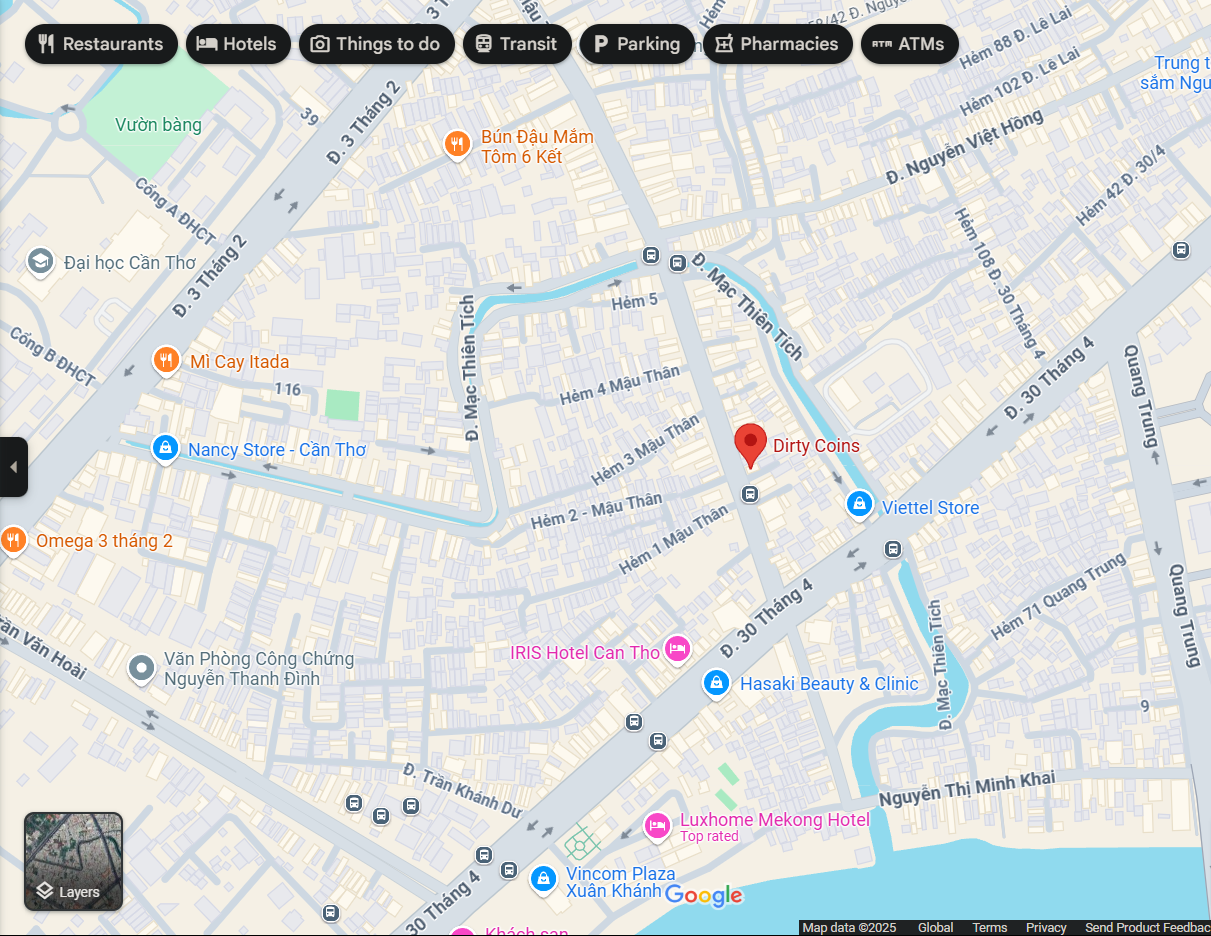 Restaurants
Hotels
Things to do
Transit
Parking
Pharmacies
ATM
ATMs
58/42 Đ. Nguyễ
Hẻm 88 Đ. Lê Lai
Hẻm 102 Đ. Lê Lai
Trung t
sắm Ngu
39
Đ. 3 Tháng 2
Vườn bàng
Bún Đậu Mắm
Tôm 6 Kết
Đ. Nguyễn Việt Hồng
Hẻm 42 Đ. 30/4
Cổng A ĐHCT
Hẻm 108 Đ. 30 Tháng 4
Đại học Cần Thơ
Đ. 3 Tháng 2
Đ. Mạc Thiên Tích
Hẻm 5
Đ. Mạc Thiên Tích
Cổng B ĐHCT
Mì Cay Itada
116
Hẻm 4 Mậu Thân
Đ. 30 Tháng 4
Quang Trung
Nancy Store - Cần Thơ
Hẻm 3 Mậu Thân
Dirty Coins
Hẻm 2 - Mậu Thân
Viettel Store
Omega 3 tháng 2
Hẻm 1 Mậu Thân
Hẻm 71 Quang Trung
Quang Trung
Đ. 30 Tháng 4
Đ. Mạc Thiên Tích
rần Văn Hoài
Văn Phòng Công Chứng
Nguyễn Thanh Đình
IRIS Hotel Can Tho
Hasaki Beauty & Clinic
9
Đ. Trần Khánh Dư
Nguyễn Thị Minh Khai
Luxhome Mekong Hotel
Top rated
Vincom Plaza
Xuân Khánh
Google
30 Tháng 4
Layers
Khách sạn
Map data ©2025
Global
Terms
Privacy
Send Product Feedbac